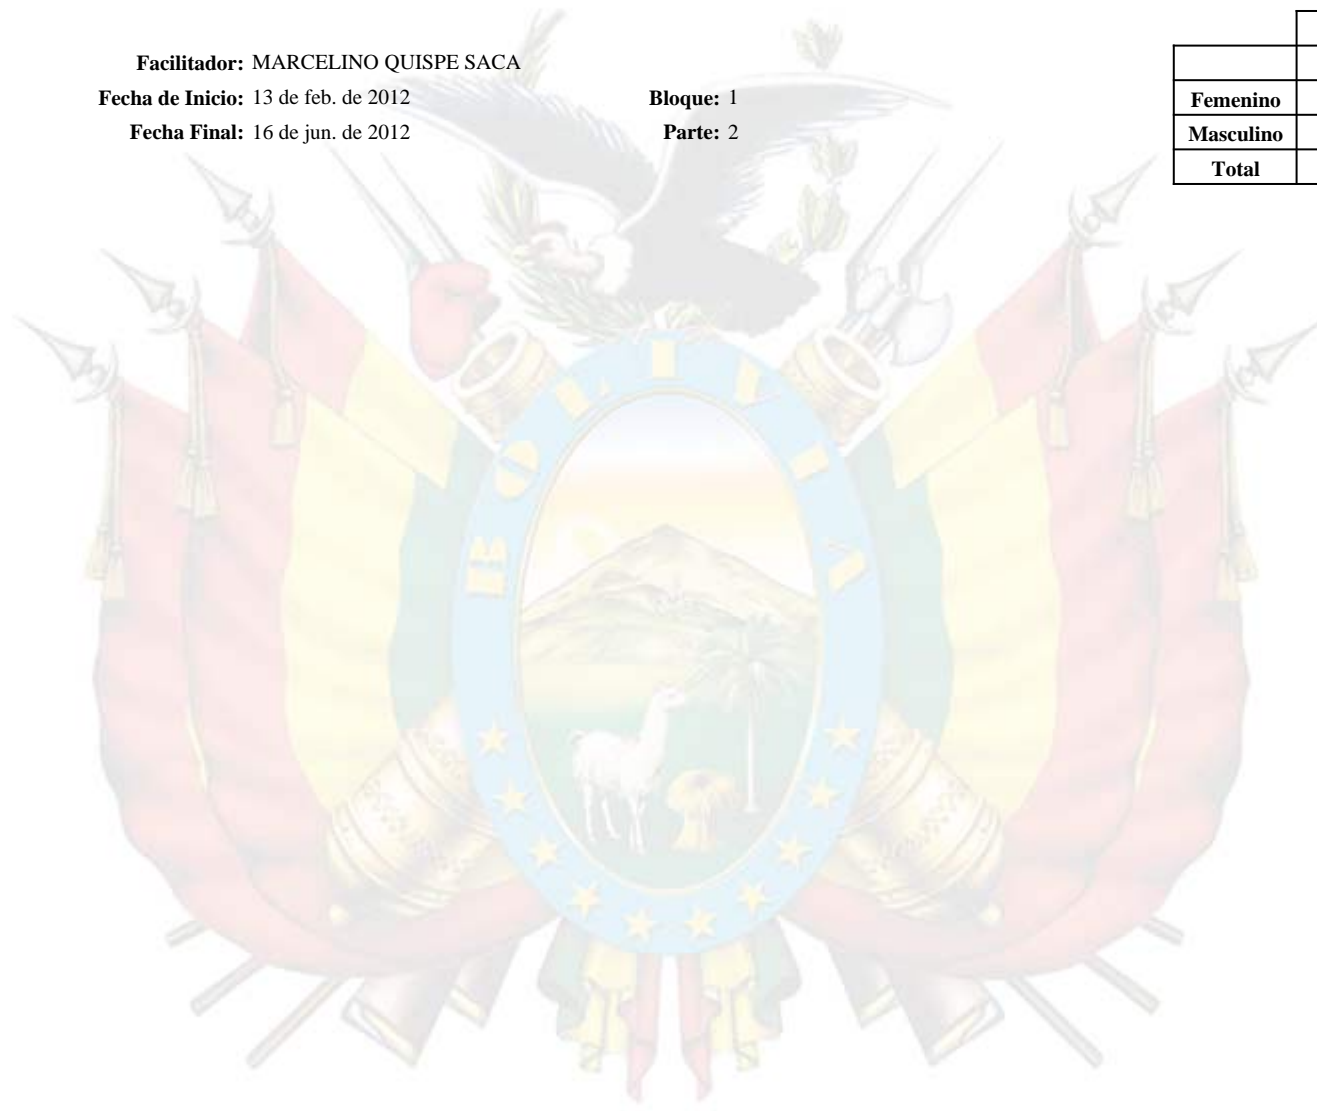 Facilitador: MARCELINO QUISPE SACA
Fecha de Inicio: 13 de feb. de 2012 Bloque: 1
Fecha Final: 16 de jun. de 2012 Parte: 2
Femenino
Masculino
Total
BOLIVIA